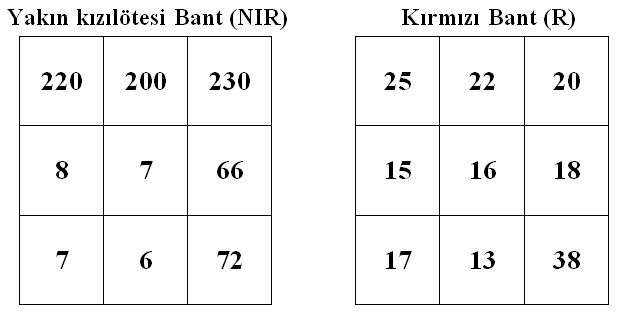 Yakın kızılötesi Bant (NIR) Kırmızı Bant (R)
220 200 230 25 22 20
8 7 66 15 16 18
7 6 72 17 13 38